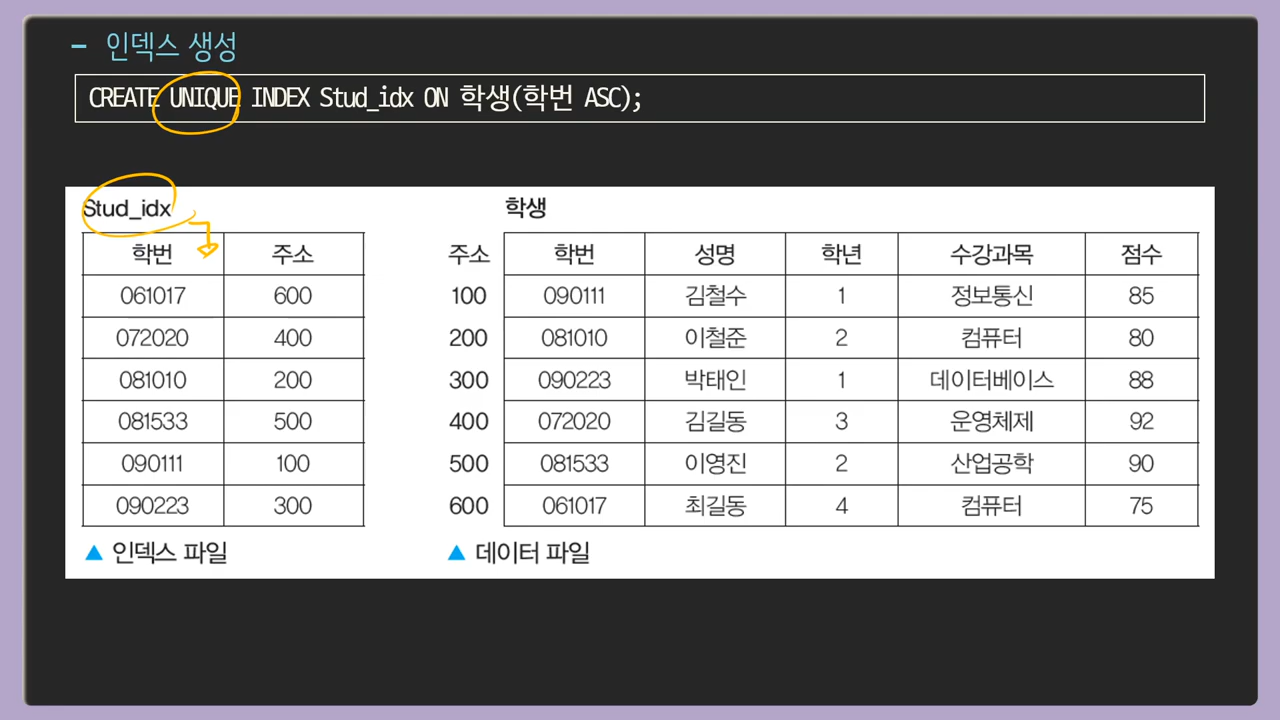 - 인덱스 생성
CREATE UNIQUE INDEX Stud_idx ON 학생(학번 ASC);
Stud_idx
학번 주소
061017 600
072020 400
081010 200
081533 500
090111 100
090223 300
▲ 인덱스 파일
학생
주소 학번 성명 학년 수강과목 점수
100 090111 김철수 1 정보통신 85
200 081010 이철준 2 컴퓨터 80
300 090223 박태인 1 데이터베이스 88
400 072020 김길동 3 운영체제 92
500 081533 이영진 2 산업공학 90
600 061017 최길동 4 컴퓨터 75
▲ 데이터 파일